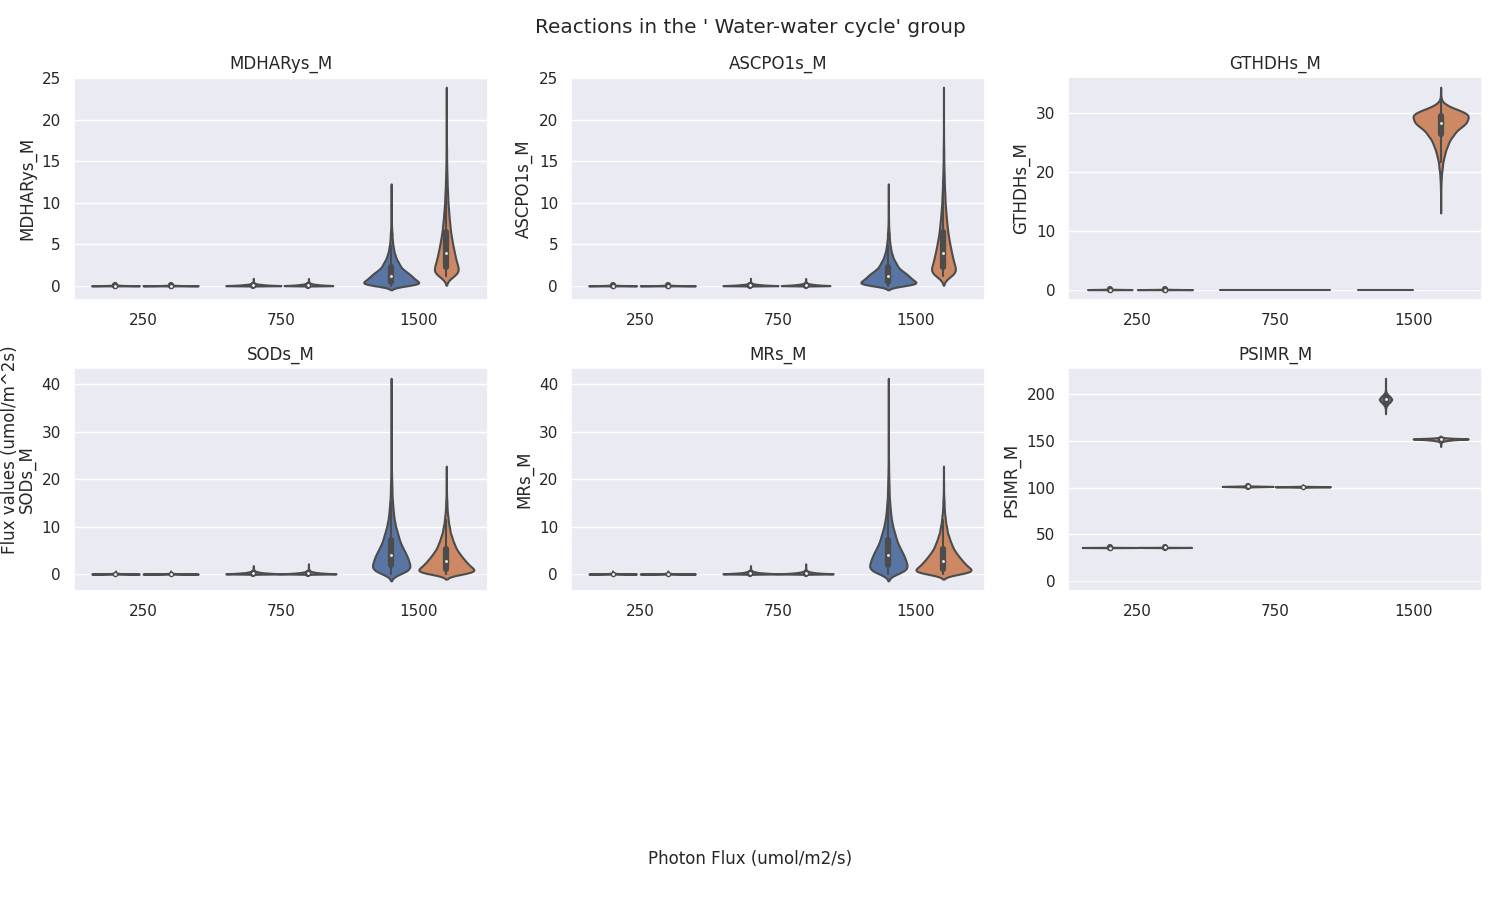 Reactions in the ' Water-water cycle' group
MDHARys_M
MDHARys_M
25
20
15
10
5
0
250 750 1500
ASCPO1s_M
ASCPO1s_M
25
20
15
10
5
0
250 750 1500
GTHDHs_M
GTHDHs_M
30
20
10
0
250 750 1500
Flux values (umol/m^2s)
SODs_M
SODs_M
40
30
20
10
0
250 750 1500
MRs_M
MRs_M
40
30
20
10
0
250 750 1500
PSIMR_M
PSIMR_M
200
150
100
50
0
250 750 1500
Photon Flux (umol/m2/s)